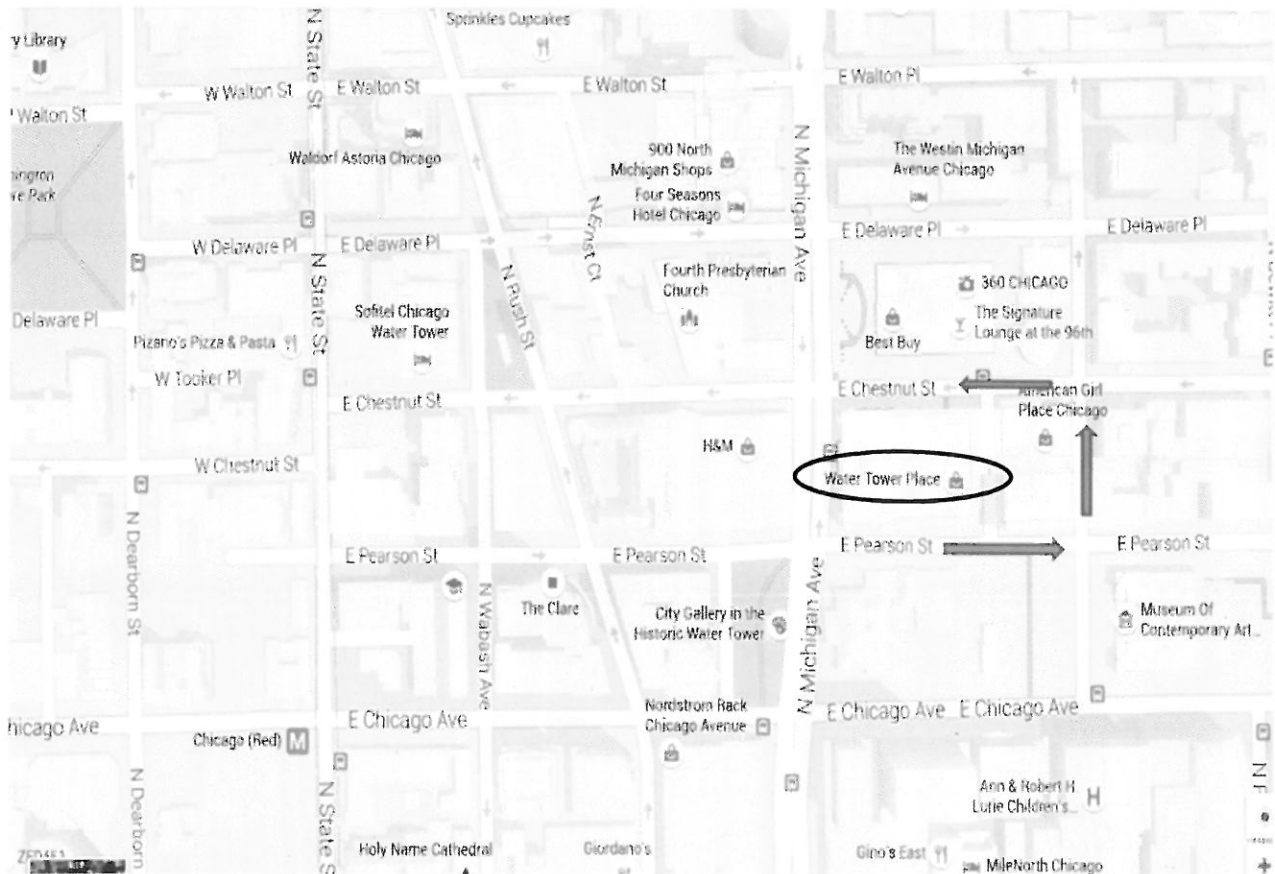 Sprinkles Cupcakes
y Library
N State St
W Walton St
E Walton St
E Walton St
E Walton Pl
Walton St
Waldorf Astoria Chicago
900 North
Michigan Shops
Four Seasons
Hotel Chicago
N Michigan Ave
The Westin Michigan
Avenue Chicago
re Park
N Ernst Ct
W Delaware Pl
E Delaware Pl
E Delaware Pl
E Delaware Pl
N State St
N Rush St
Fourth Presbyterian
Church
360 CHICAGO
The Signature
Lounge at the 96th
Best Buy
Delaware Pl
Sofitel Chicago
Water Tower
Pizano's Pizza & Pasta
W Tooker Pl
E Chestnut St
E Chestnut St
American Girl
Place Chicago
W Chestnut St
H&M
Water Tower Place
N Dearborn St
E Pearson St
E Pearson St
E Pearson St
E Pearson St
The Clare
N Wabash Ave
City Gallery in the
Historic Water Tower
N Michigan Ave
Museum Of
Contemporary Art...
hicago Ave
E Chicago Ave
Nordstrom Rack
Chicago Avenue
E Chicago Ave
E Chicago Ave
Chicago (Red)
M
N Dearborn
N State S
Ann & Robert H.
Lurie Children's...
H
N F
Holy Name Cathedral
Giordano's
Gino's East
MileNorth Chicago